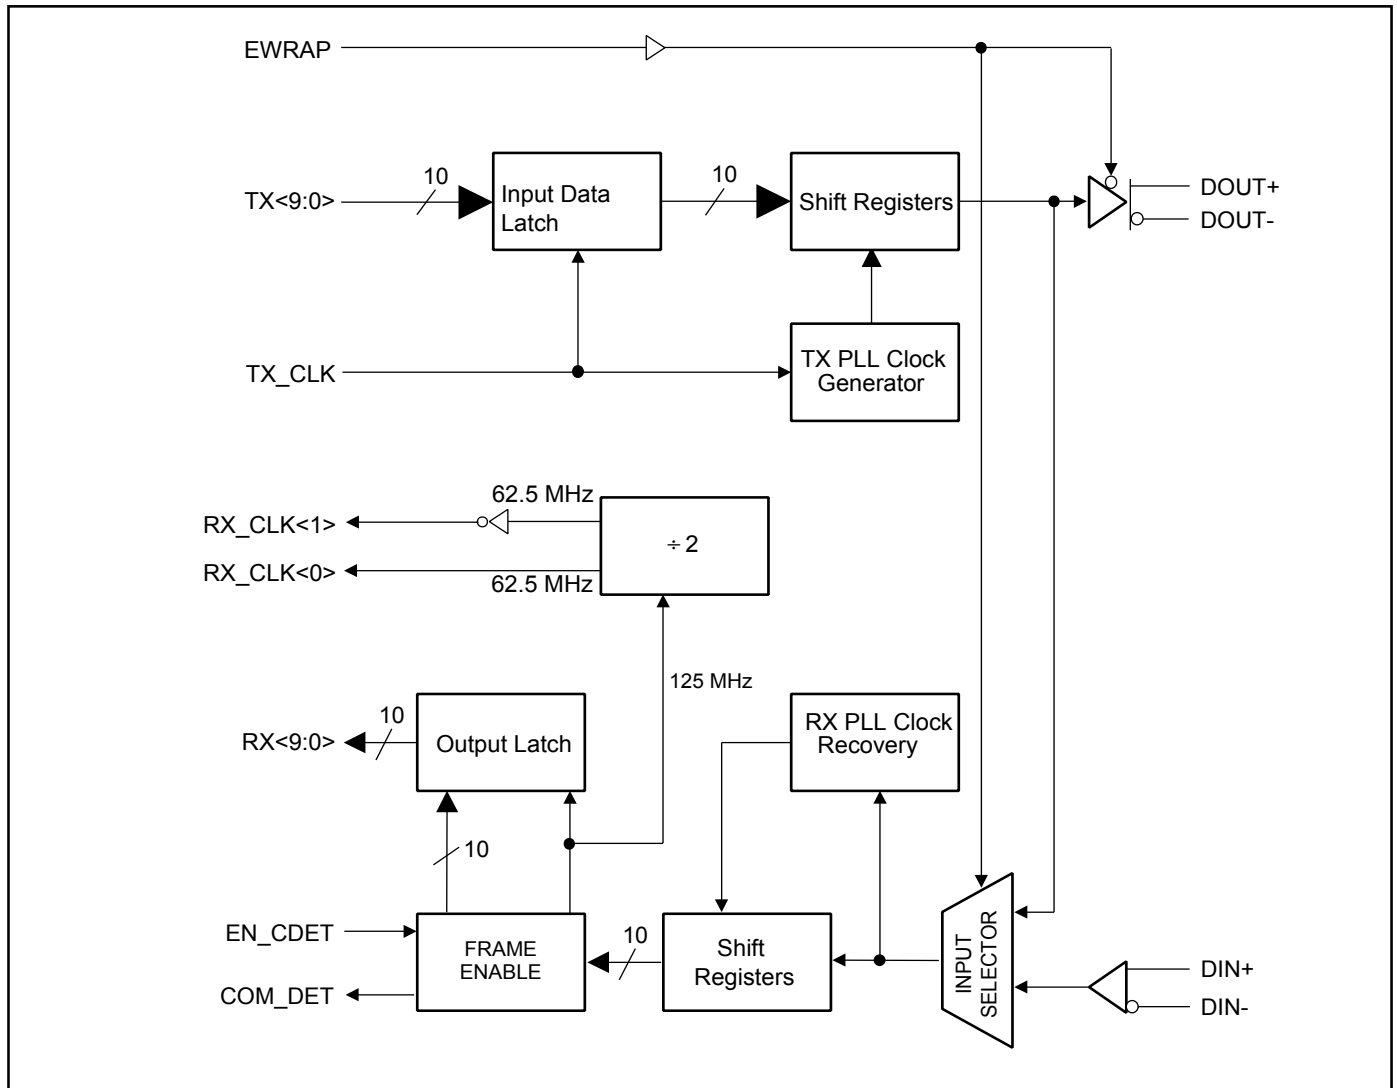 EWRAP
TX<9:0>
10
Input Data
Latch
10
Shift Registers
DOUT+
DOUT-
TX_CLK
TX PLL Clock
Generator
62.5 MHz
RX_CLK<1>
÷ 2
RX_CLK<0>
62.5 MHz
125 MHz
RX<9:0>
10
Output Latch
RX PLL Clock
Recovery
10
EN_CDET
COM_DET
FRAME
ENABLE
10
Shift
Registers
INPUT
SELECTOR
DIN+
DIN-